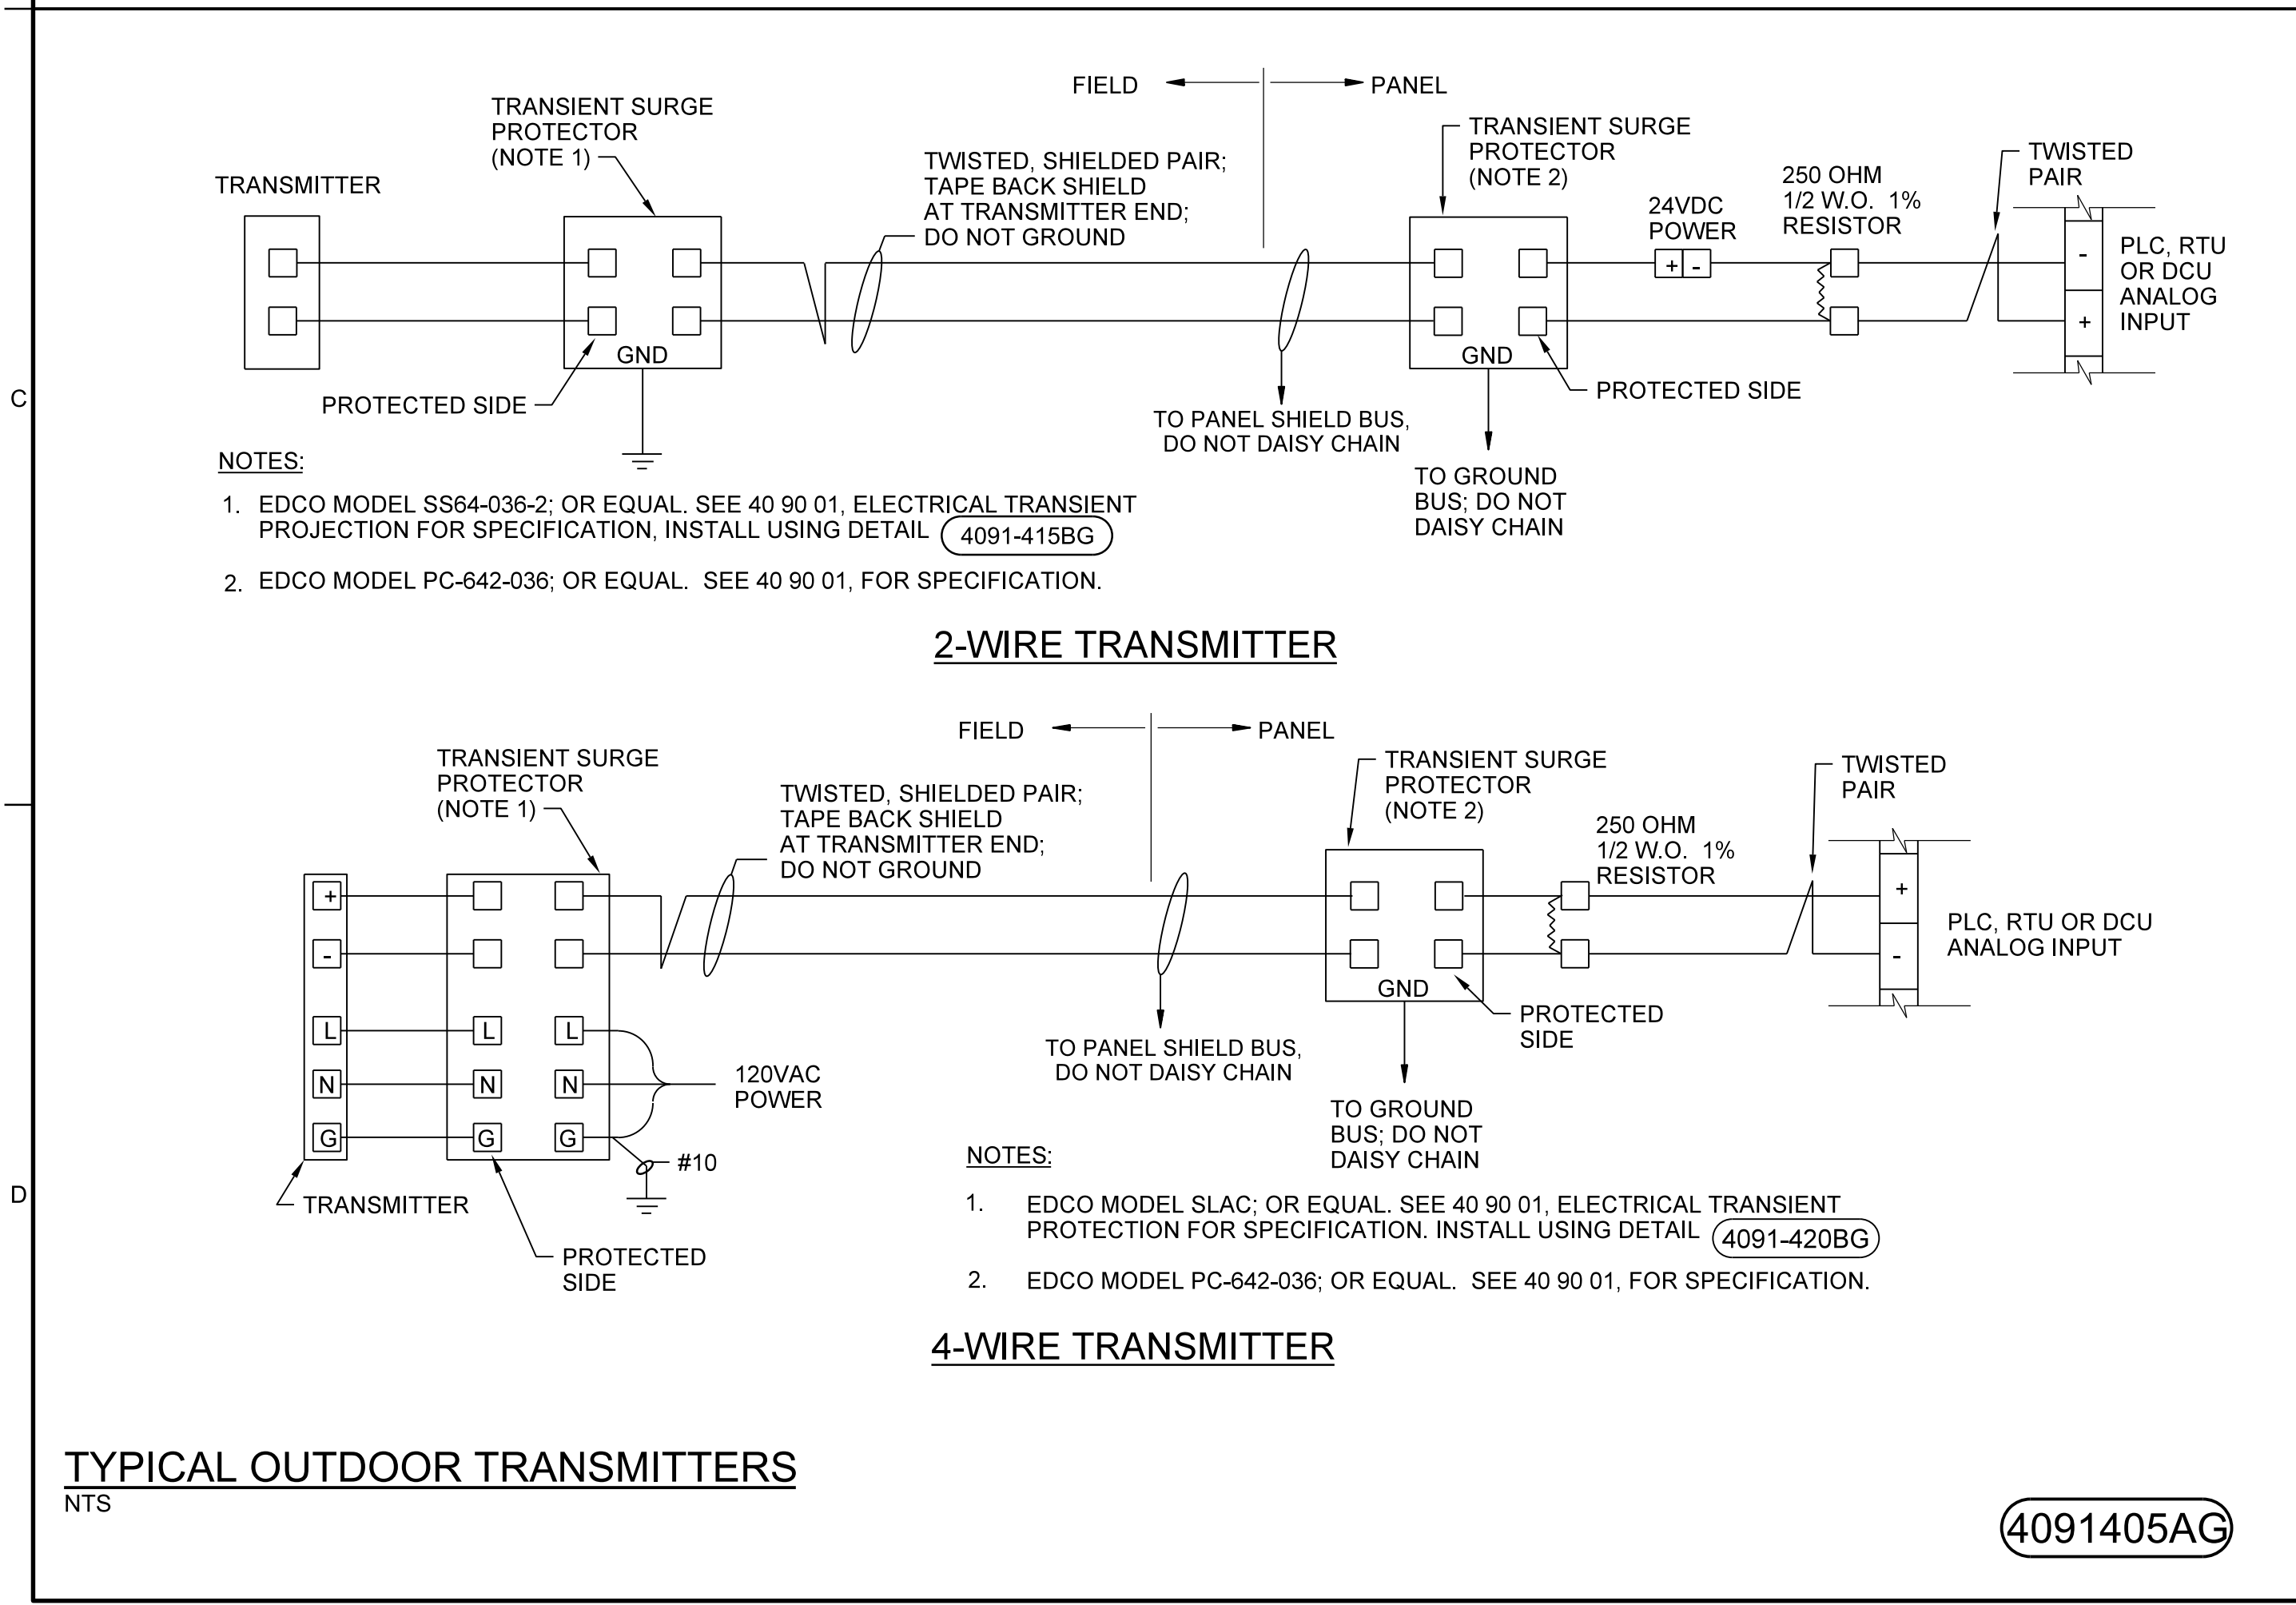 FIELD
PANEL
TRANSIENT SURGE
PROTECTOR
(NOTE 1)
TRANSMITTER
TWISTED, SHIELDED PAIR;
TAPE BACK SHIELD
AT TRANSMITTER END;
DO NOT GROUND
TRANSIENT SURGE
PROTECTOR
(NOTE 2)
24VDC
POWER
+ -
250 OHM
1/2 W.O. 1%
RESISTOR
TWISTED
PAIR
-
+
PLC, RTU
OR DCU
ANALOG
INPUT
GND
GND
PROTECTED SIDE
PROTECTED SIDE
TO PANEL SHIELD BUS,
DO NOT DAISY CHAIN
TO GROUND
BUS; DO NOT
DAISY CHAIN
C
NOTES:
1. EDCO MODEL SS64-036-2; OR EQUAL. SEE 40 90 01, ELECTRICAL TRANSIENT
PROJECTION FOR SPECIFICATION, INSTALL USING DETAIL 4091-415BG
2. EDCO MODEL PC-642-036; OR EQUAL. SEE 40 90 01, FOR SPECIFICATION.
2-WIRE TRANSMITTER
FIELD
PANEL
TRANSIENT SURGE
PROTECTOR
(NOTE 1)
TWISTED, SHIELDED PAIR;
TAPE BACK SHIELD
AT TRANSMITTER END;
DO NOT GROUND
TRANSIENT SURGE
PROTECTOR
(NOTE 2)
250 OHM
1/2 W.O. 1%
RESISTOR
TWISTED
PAIR
+
-
PLC, RTU OR DCU
ANALOG INPUT
+
-
L L L
N N N
G G G
120VAC
POWER
#10
TRANSMITTER
PROTECTED
SIDE
GND
PROTECTED
SIDE
TO PANEL SHIELD BUS,
DO NOT DAISY CHAIN
TO GROUND
BUS; DO NOT
DAISY CHAIN
D
NOTES:
1. EDCO MODEL SLAC; OR EQUAL. SEE 40 90 01, ELECTRICAL TRANSIENT
PROTECTION FOR SPECIFICATION. INSTALL USING DETAIL 4091-420BG
2. EDCO MODEL PC-642-036; OR EQUAL. SEE 40 90 01, FOR SPECIFICATION.
4-WIRE TRANSMITTER
TYPICAL OUTDOOR TRANSMITTERS
NTS
4091405AG